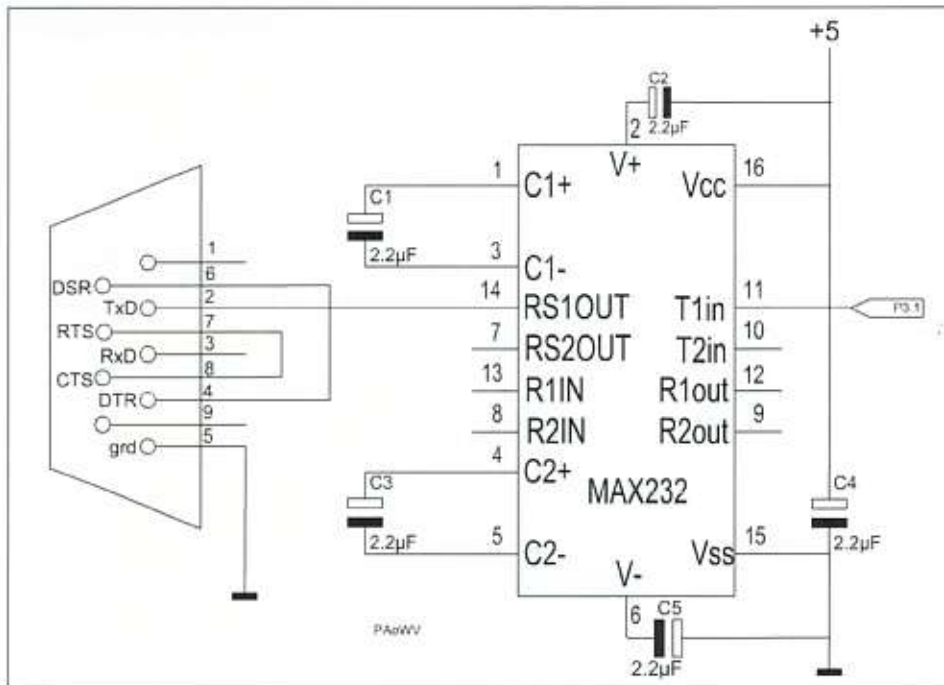 +5
C2
2.2µF
2
V+
1
C1+
16
Vcc
C1
2.2µF
3
C1-
1
6
DSR
2
TxD
14
RS1OUT
11
T1in
P3.1
7
RTS
7
RS2OUT
10
T2in
3
RxD
8
CTS
13
R1IN
12
R1out
4
DTR
9
8
R2IN
9
R2out
5
grd
4
C2+
C3
2.2µF
MAX232
C4
2.2µF
5
C2-
15
Vss
V-
6
C5
2.2µF
PAoWV